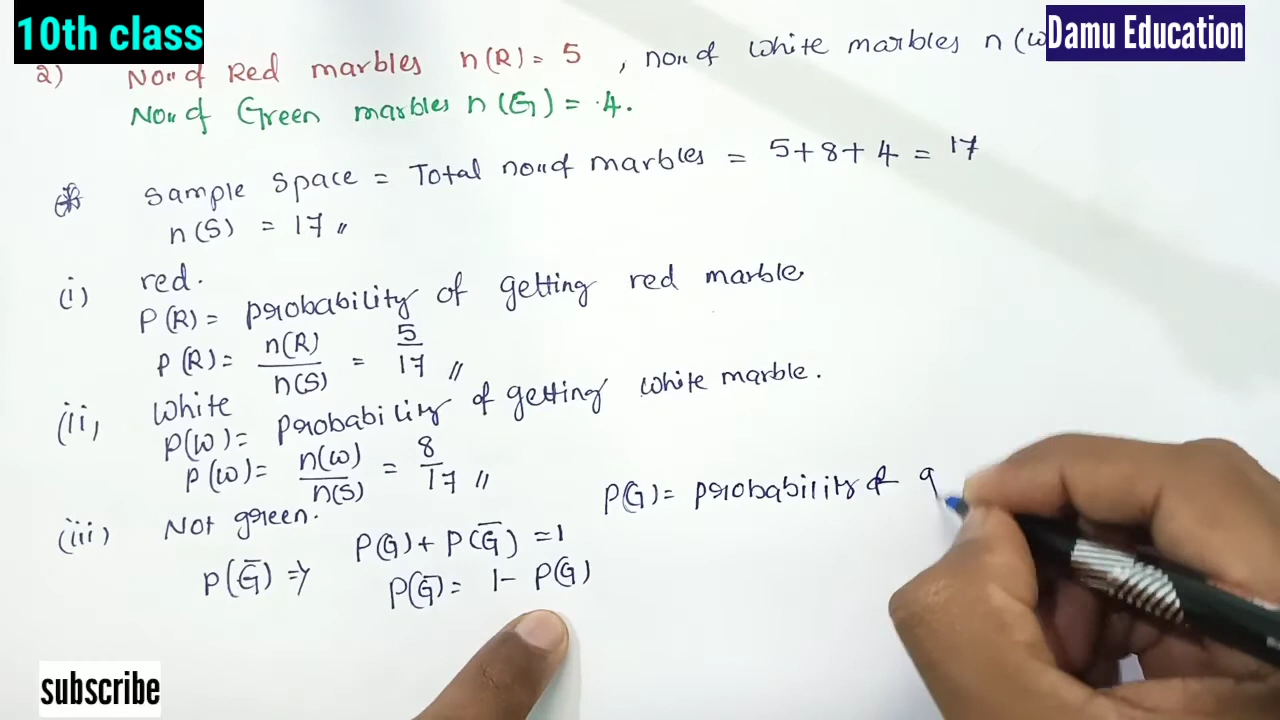 10th class
Damu Education
2) No" of Red marbles n(R) = 5 , no" of White marbles n(W
No" of Green marbles n(G) = 4.
Sample Space = Total no" of marbles = 5+8+4 = 17
n(S) = 17 "
(i) red.
P(R) = probability of getting red marble
P(R) = n(R)/n(S) = 5/17 "
(ii) White
P(W) = probability of getting white marble.
P(W) = n(W)/n(S) = 8/17 "
(iii) Not green.
P(G̅) ⇒ P(G) + P(G̅) = 1
P(G̅) = 1 - P(G)
P(G) = probability of g
subscribe